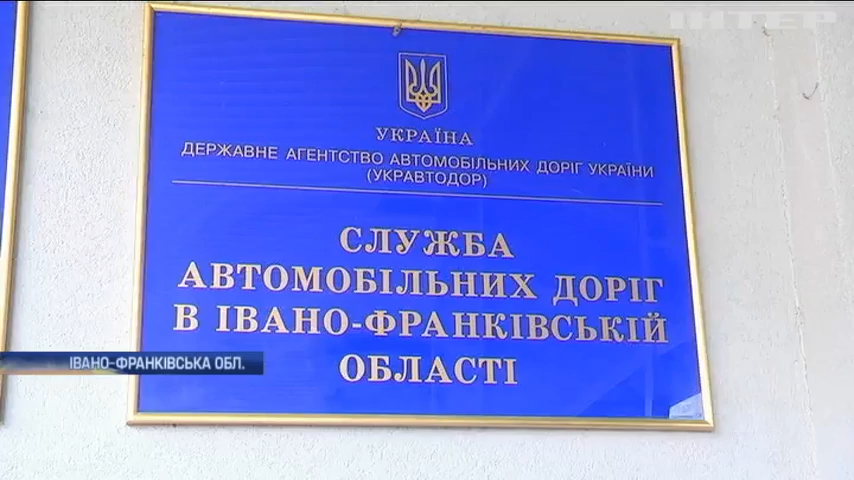 ІНТЕР
УКРАЇНА
ДЕРЖАВНЕ АГЕНТСТВО АВТОМОБІЛЬНИХ ДОРІГ УКРАЇНИ
(УКРАВТОДОР)
СЛУЖБА
АВТОМОБІЛЬНИХ ДОРІГ
В ІВАНО-ФРАНКІВСЬКІЙ
ОБЛАСТІ
ІВАНО-ФРАНКІВСЬКА ОБЛ.